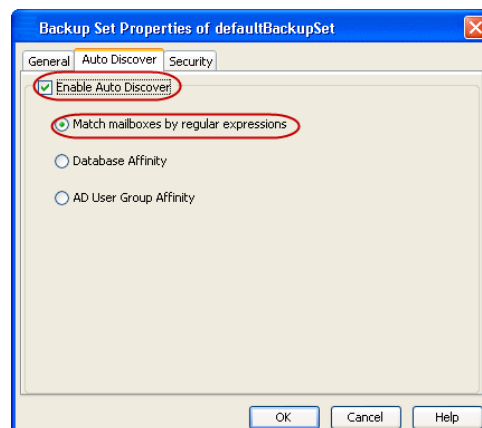 Backup Set Properties of defaultBackupSet
General Auto Discover Security
Enable Auto Discover
Match mailboxes by regular expressions
Database Affinity
AD User Group Affinity
OK Cancel Help